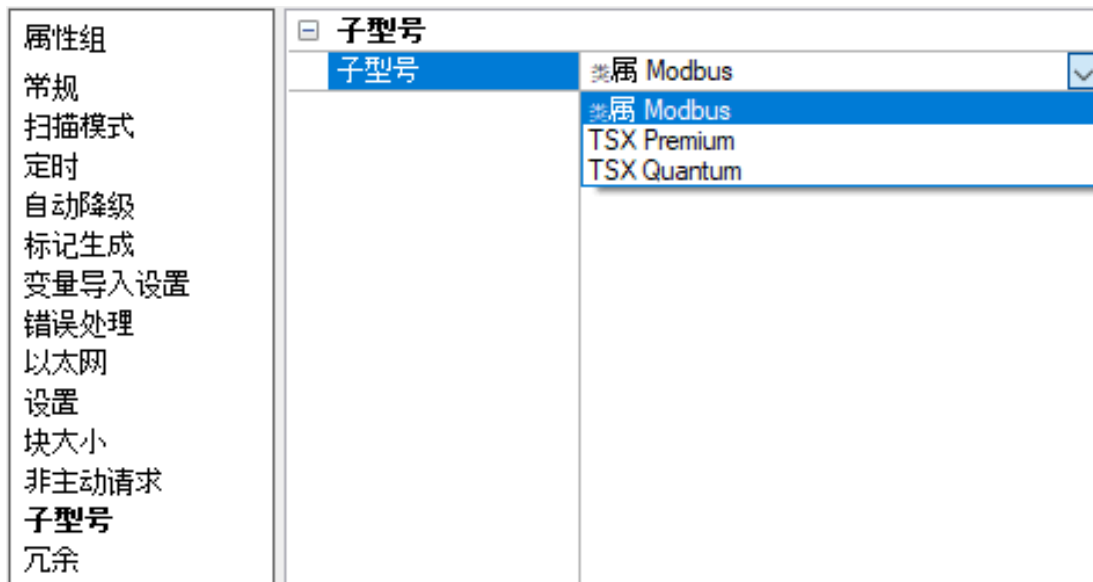 属性组
常规
扫描模式
定时
自动降级
标记生成
变量导入设置
错误处理
以太网
设置
块大小
非主动请求
子型号
冗余
子型号
子型号 类属 Modbus
类属 Modbus
TSX Premium
TSX Quantum